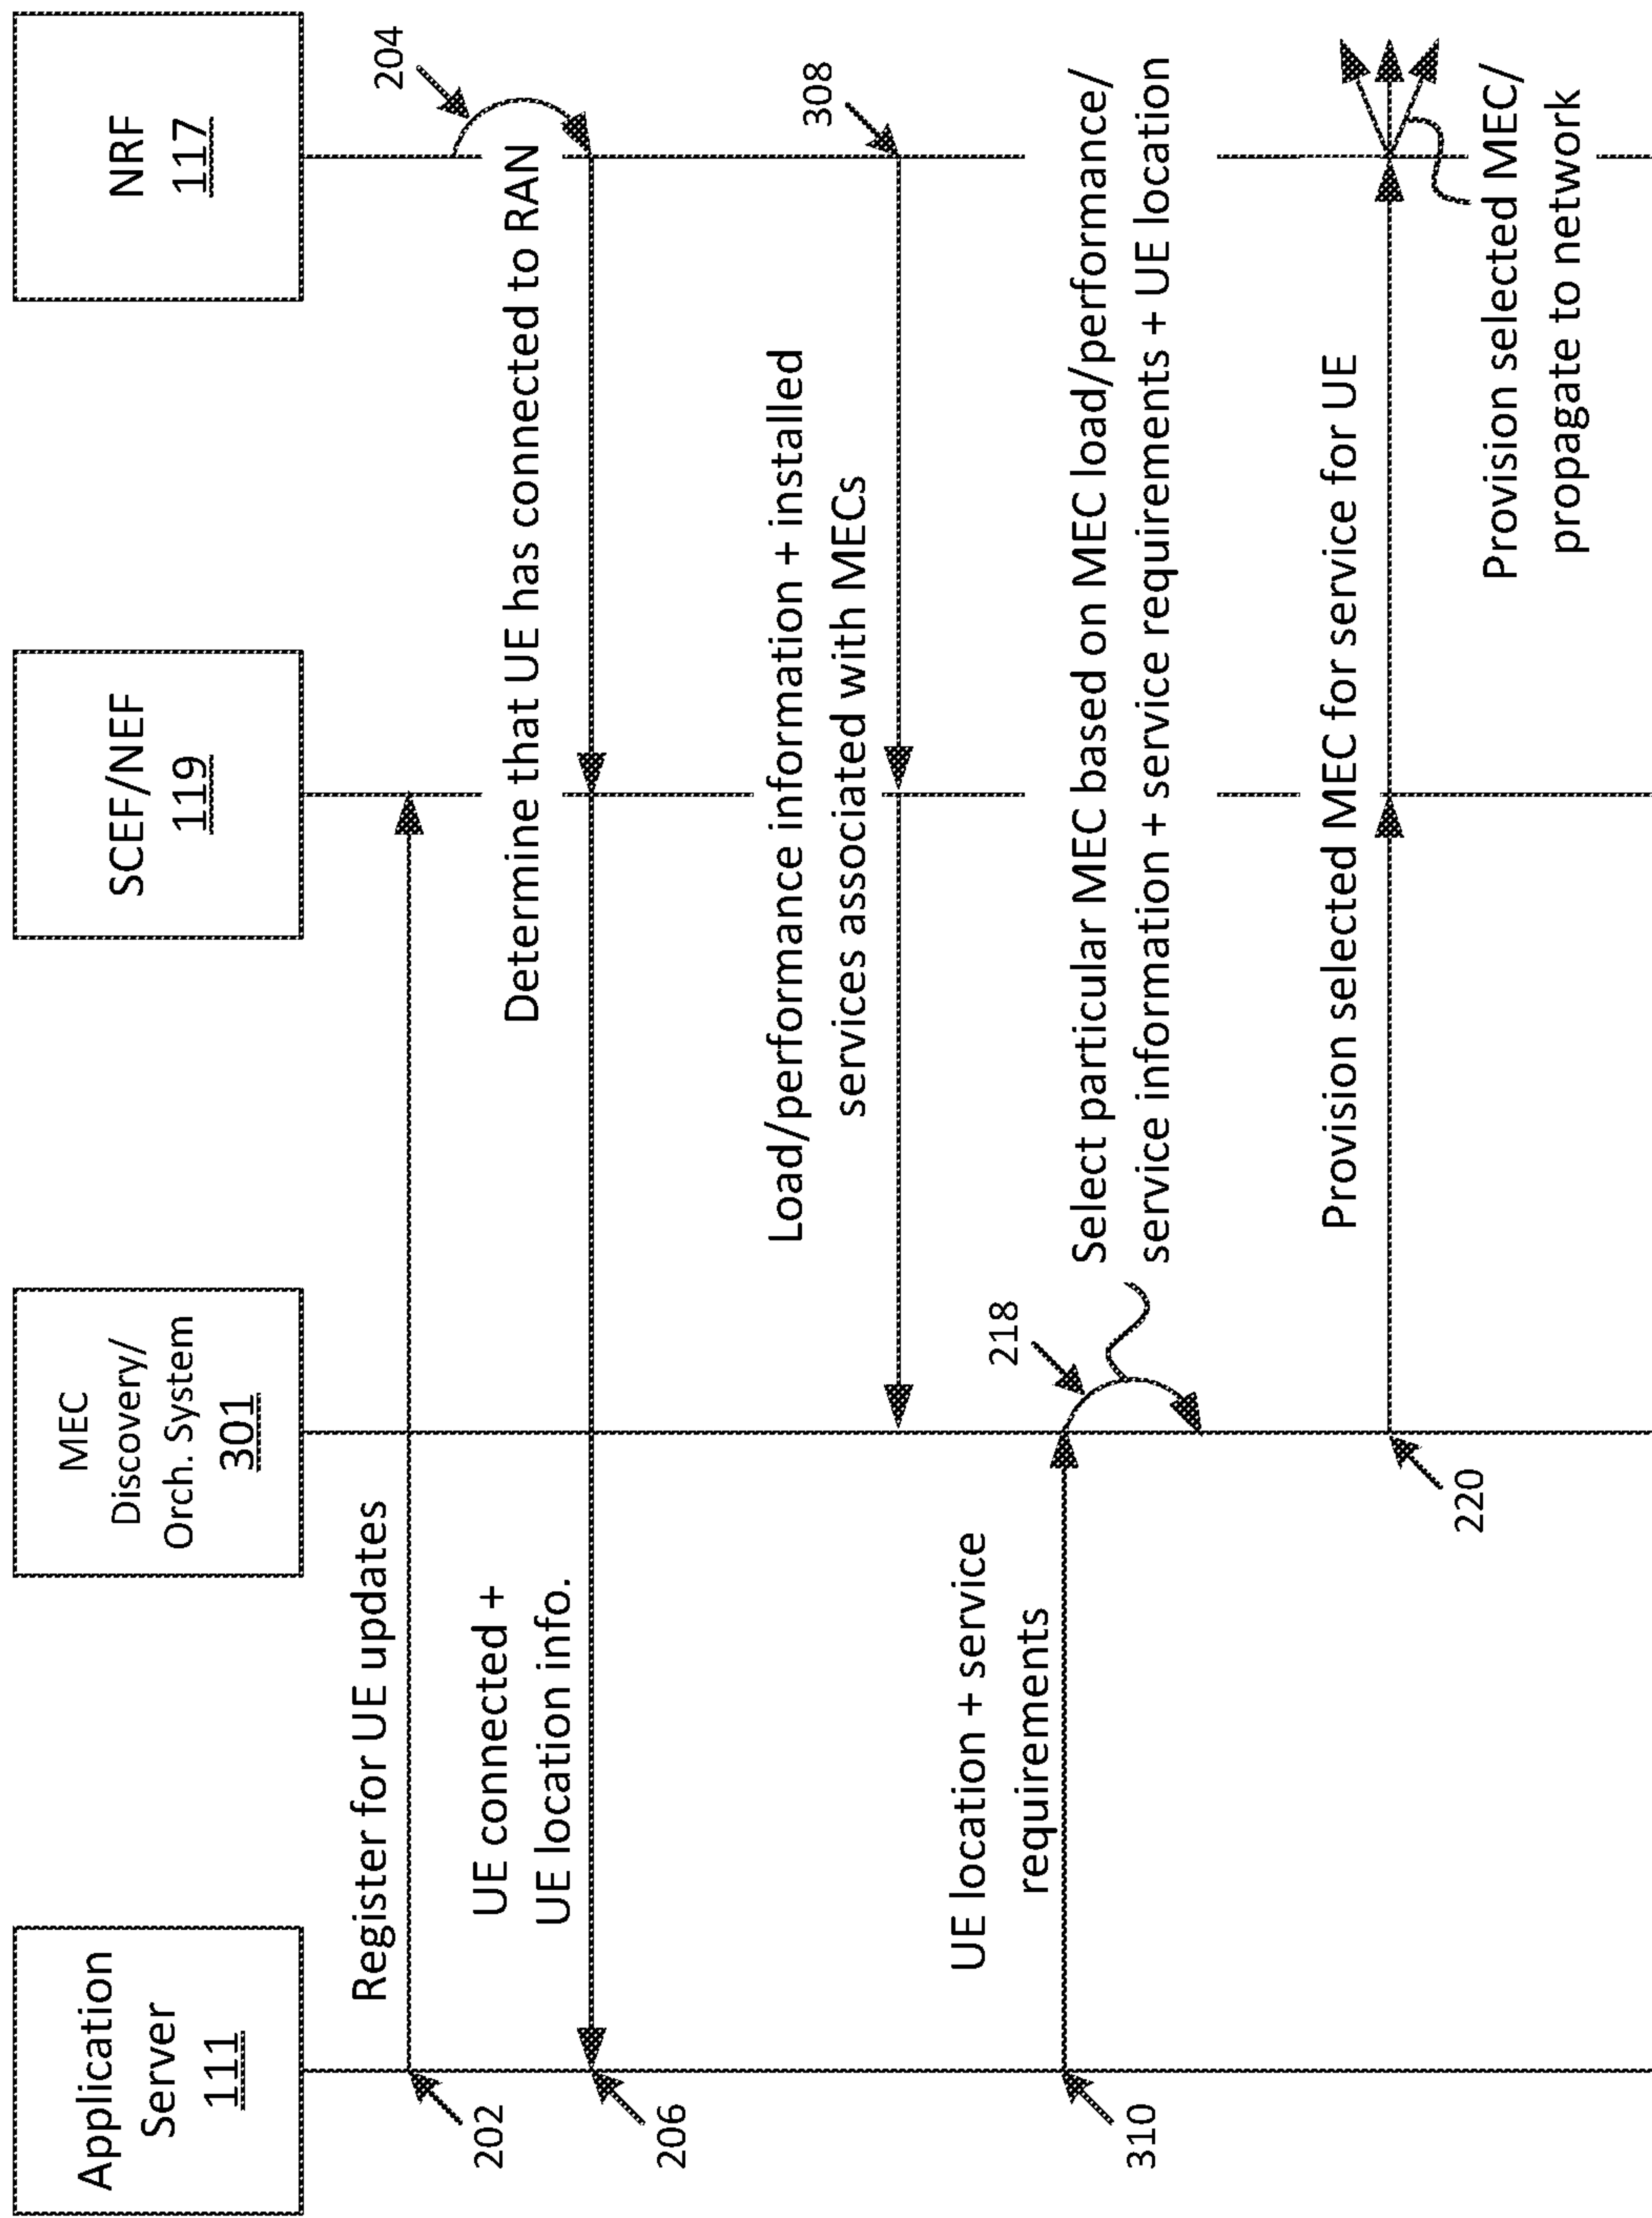 Application
Server
111
MEC
Discovery/
Orch. System
301
SCEF/NEF
119
NRF
117
Register for UE updates
202
204
Determine that UE has connected to RAN
UE connected +
UE location info.
206
Load/performance information + installed
services associated with MECs
308
UE location + service
requirements
310
218
Select particular MEC based on MEC load/performance/
service information + service requirements + UE location
Provision selected MEC for service for UE
220
Provision selected MEC/
propagate to network